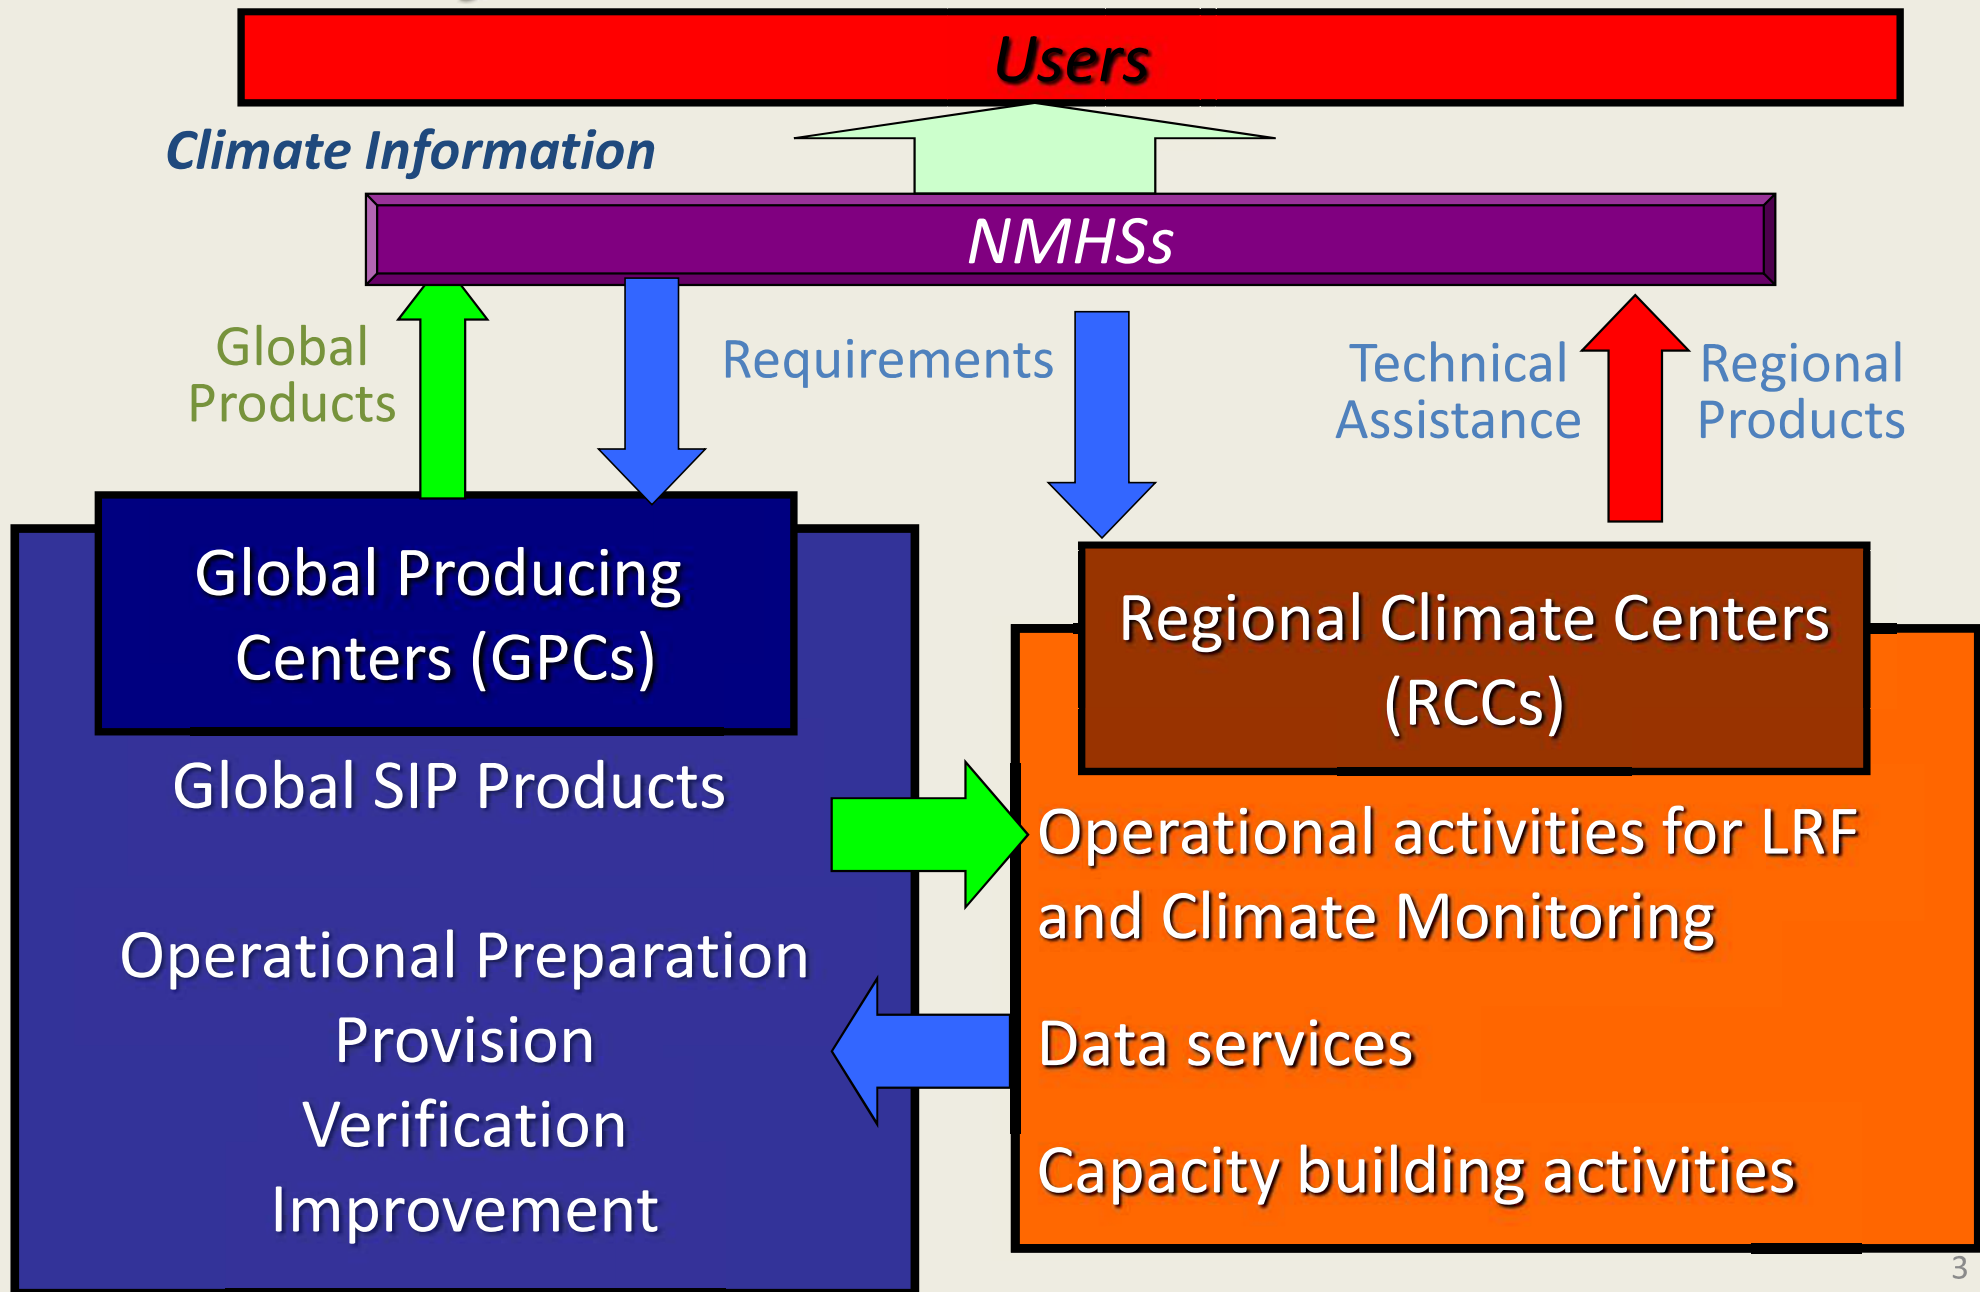 Users
Climate Information
NMHSs
Global
Products
Requirements
Technical
Assistance
Regional
Products
Global Producing
Centers (GPCs)
Global SIP Products
Operational Preparation
Provision
Verification
Improvement
Regional Climate Centers
(RCCs)
Operational activities for LRF
and Climate Monitoring
Data services
Capacity building activities
3